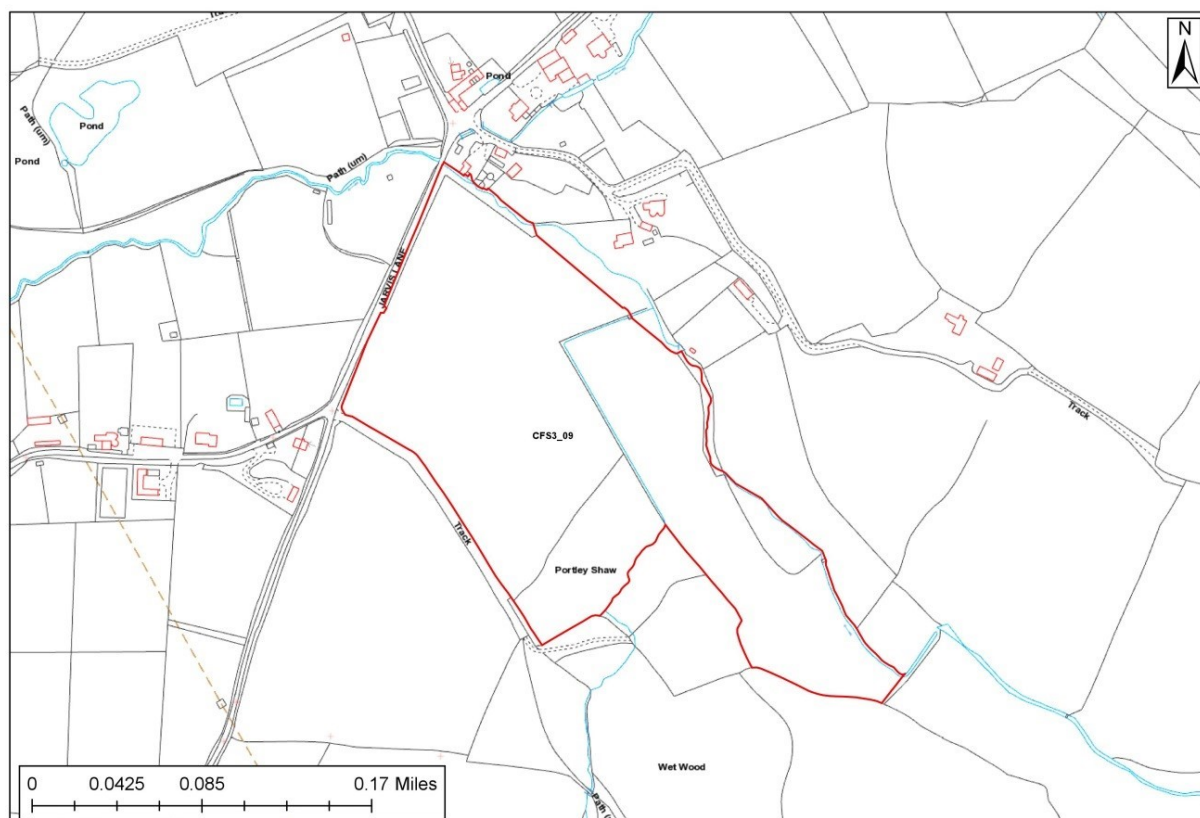 N
Pond
Path (um)
Pond
Pond
Path (um)
JARVIS LANE
Track
CFS3_09
Track
Portley Shaw
Wet Wood
0 0.0425 0.085 0.17 Miles